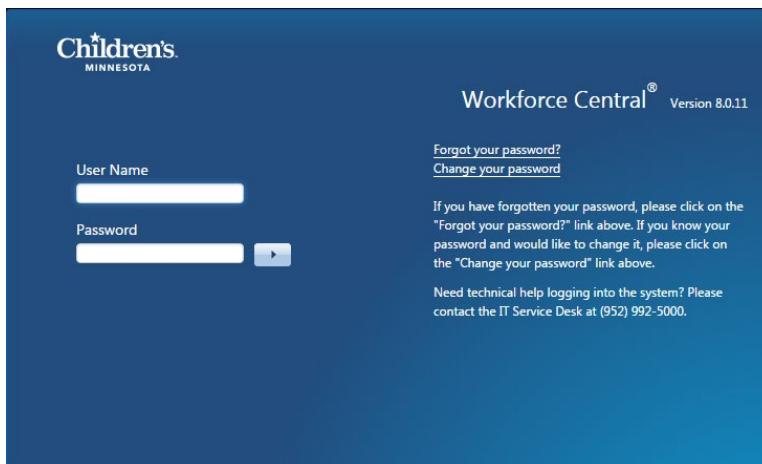 Children's.
MINNESOTA
Workforce Central® Version 8.0.11
Forgot your password?
Change your password
User Name
Password
If you have forgotten your password, please click on the
"Forgot your password?" link above. If you know your
password and would like to change it, please click on
the "Change your password" link above.
Need technical help logging into the system? Please
contact the IT Service Desk at (952) 992-5000.